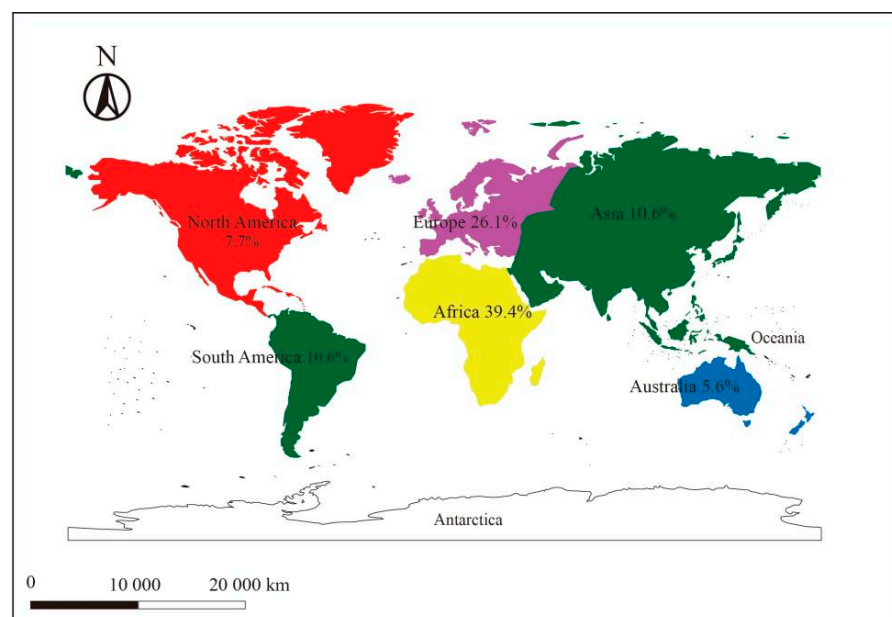 N
North America
7.7%
Europe 26.1%
Asia 10.6%
Africa 39.4%
Oceania
South America 10.6%
Australia 5.6%
Antarctica
0 10 000 20 000 km